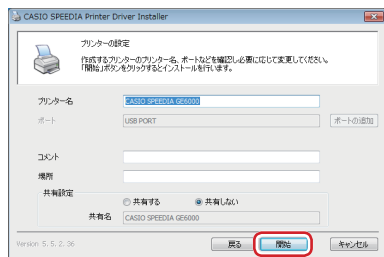 CASIO SPEEDIA Printer Driver Installer
プリンターの設定
作成するプリンターのプリンター名、ポートなどを確認し必要に応じて変更してください。
「開始」ボタンをクリックするとインストールを行います。
プリンター名 CASIO SPEEDIA GE6000
ポート USB PORT ポートの追加
コメント
場所
共有設定
共有する 共有しない
共有名 CASIO SPEEDIA GE6000
Version 5. 5. 2. 36 戻る 開始 キャンセル